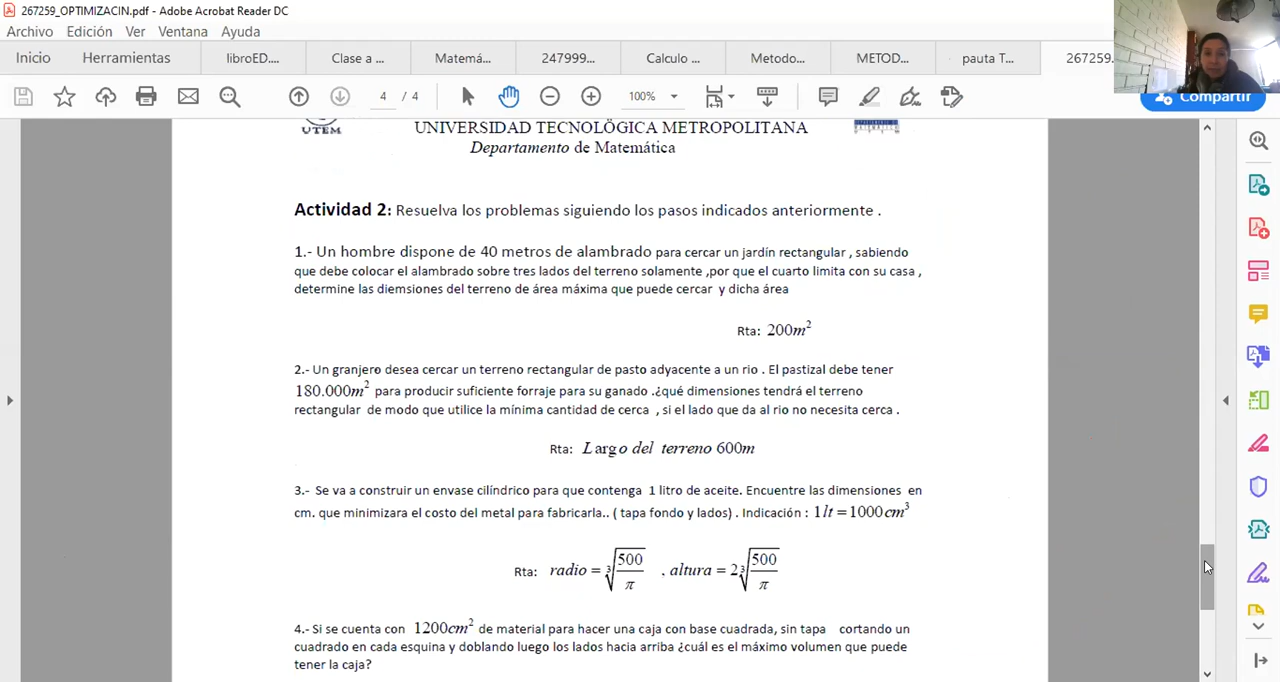 267259_OPTIMIZACIN.pdf - Adobe Acrobat Reader DC
Archivo Edición Ver Ventana Ayuda
Inicio Herramientas libroED.... Clase a ... Matemá... 247999... Calculo ... Metodo... METOD... pauta T... 267259.
4 / 4 100% Compartir
UTEM
UNIVERSIDAD TECNOLÓGICA METROPOLITANA
Departamento de Matemática
Actividad 2: Resuelva los problemas siguiendo los pasos indicados anteriormente .
1.- Un hombre dispone de 40 metros de alambrado para cercar un jardín rectangular , sabiendo
que debe colocar el alambrado sobre tres lados del terreno solamente ,por que el cuarto limita con su casa ,
determine las diemsiones del terreno de área máxima que puede cercar y dicha área
Rta: 200m²
2.- Un granjero desea cercar un terreno rectangular de pasto adyacente a un rio . El pastizal debe tener
180.000m² para producir suficiente forraje para su ganado .¿qué dimensiones tendrá el terreno
rectangular de modo que utilice la mínima cantidad de cerca , si el lado que da al rio no necesita cerca .
Rta: Largo del terreno 600m
3.- Se va a construir un envase cilíndrico para que contenga 1 litro de aceite. Encuentre las dimensiones en
cm. que minimizara el costo del metal para fabricarla.. ( tapa fondo y lados) . Indicación : 1lt = 1000cm³
Rta: radio = ∛(500/π) , altura = 2∛(500/π)
4.- Si se cuenta con 1200cm² de material para hacer una caja con base cuadrada, sin tapa cortando un
cuadrado en cada esquina y doblando luego los lados hacia arriba ¿cuál es el máximo volumen que puede
tener la caja?